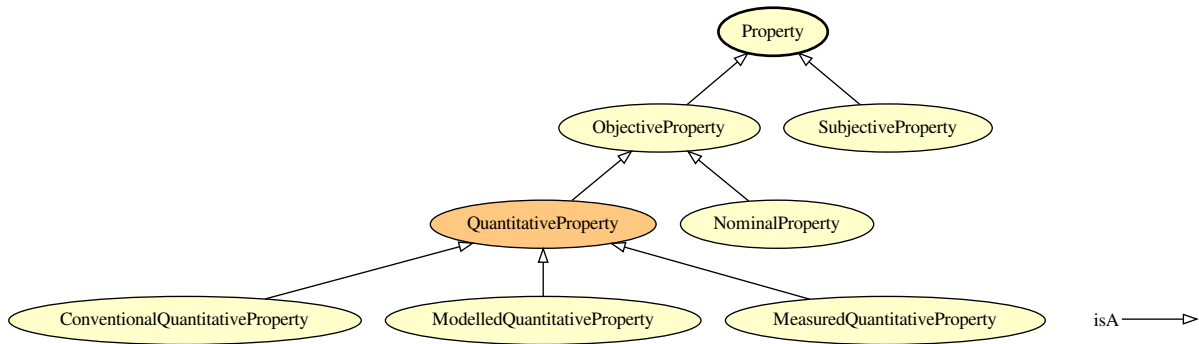 Property
ObjectiveProperty
SubjectiveProperty
QuantitativeProperty
NominalProperty
ConventionalQuantitativeProperty
ModelledQuantitativeProperty
MeasuredQuantitativeProperty
isA